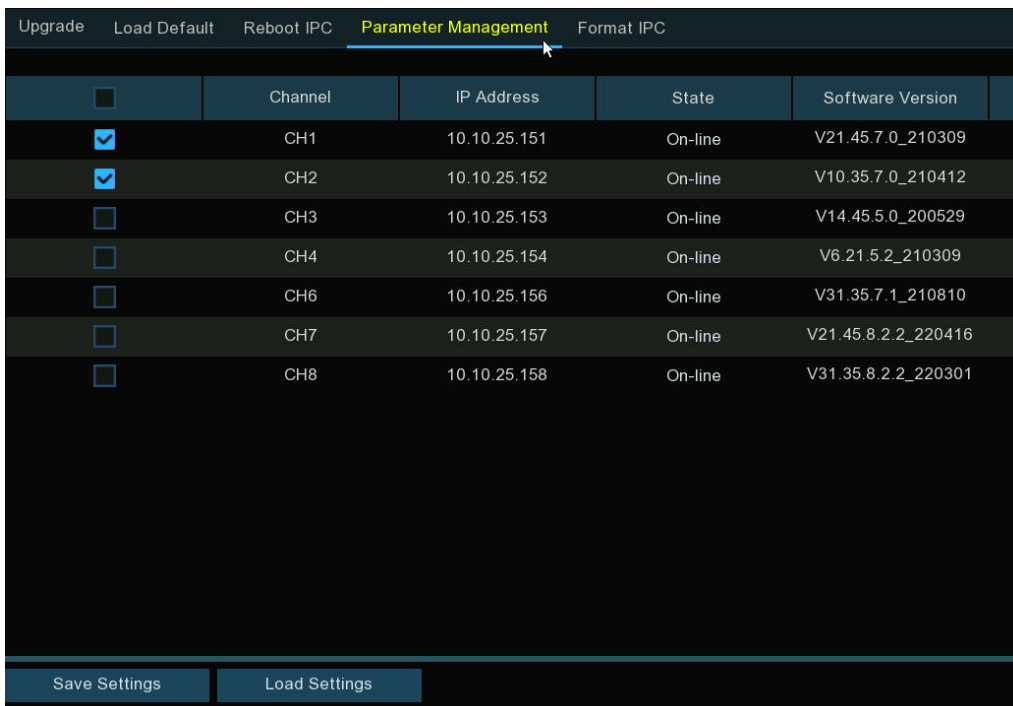 Upgrade Load Default Reboot IPC Parameter Management Format IPC
Channel IP Address State Software Version
CH1 10.10.25.151 On-line V21.45.7.0_210309
CH2 10.10.25.152 On-line V10.35.7.0_210412
CH3 10.10.25.153 On-line V14.45.5.0_200529
CH4 10.10.25.154 On-line V6.21.5.2_210309
CH6 10.10.25.156 On-line V31.35.7.1_210810
CH7 10.10.25.157 On-line V21.45.8.2.2_220416
CH8 10.10.25.158 On-line V31.35.8.2.2_220301
Save Settings Load Settings